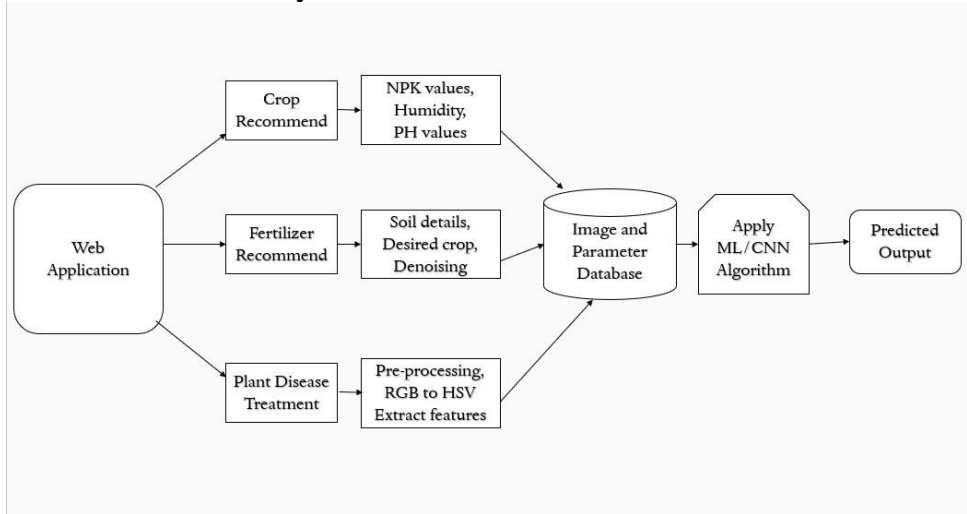 Web
Application
Crop
Recommend
NPK values,
Humidity,
PH values
Fertilizer
Recommend
Soil details,
Desired crop,
Denoising
Plant Disease
Treatment
Pre-processing,
RGB to HSV
Extract features
Image and
Parameter
Database
Apply
ML/CNN
Algorithm
Predicted
Output